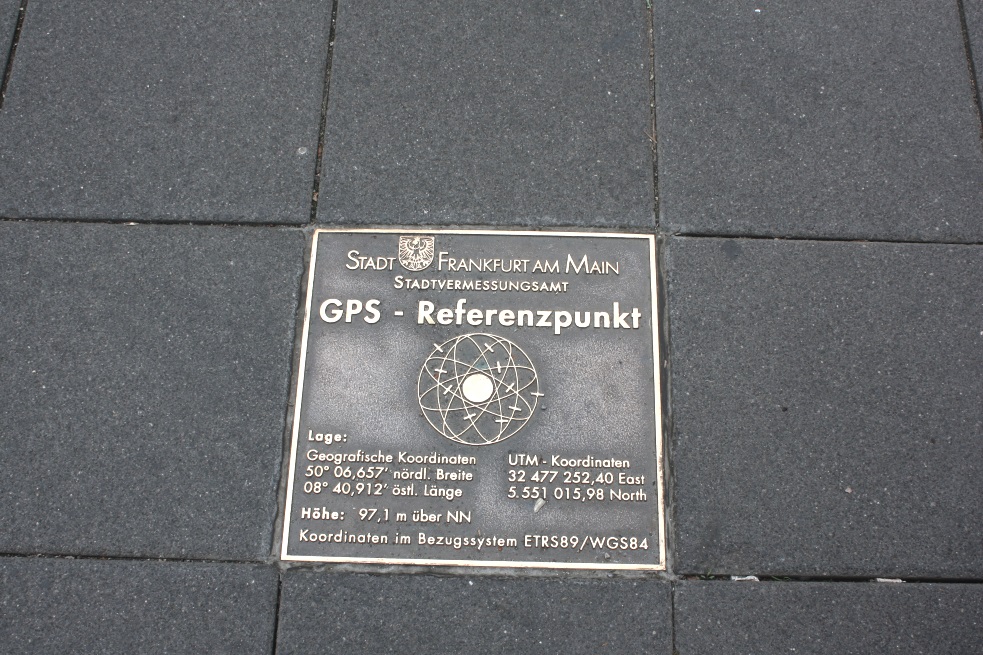 STADT FRANKFURT AM MAIN
STADTVERMESSUNGSAMT
GPS - Referenzpunkt
Lage:
Geografische Koordinaten
50° 06,657' nördl. Breite
08° 40,912' östl. Länge
UTM - Koordinaten
32 477 252,40 East
5.551 015,98 North
Höhe: 97,1 m über NN
Koordinaten im Bezugssystem ETRS89/WGS84